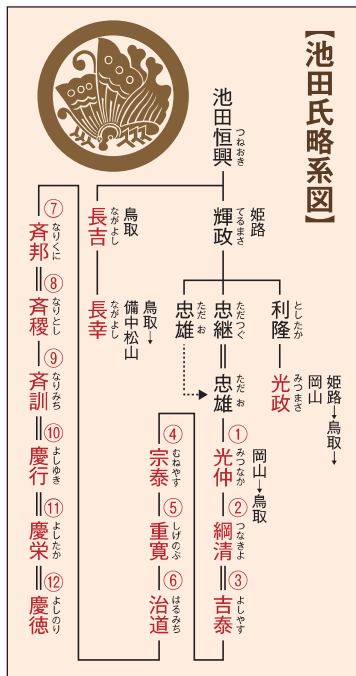 【池田氏略系図】
池田恒興
つねおき
姫路
輝政
てるまさ
鳥取
長吉
ながよし
鳥取→
備中松山
長幸
ながよし
利隆
としたか
姫路→鳥取→
岡山
光政
みつまさ
忠継
ただつぐ
忠雄
ただお
忠雄
ただお
岡山→鳥取
①
光仲
みつなか
②
綱清
つなきよ
③
吉泰
よしやす
④
宗泰
むねやす
⑤
重寛
しげのぶ
⑥
治道
はるみち
⑦
斉邦
なりくに
⑧
斉稷
なりとし
⑨
斉訓
なりみち
⑩
慶行
よしゆき
⑪
慶栄
よしたか
⑫
慶徳
よしのり